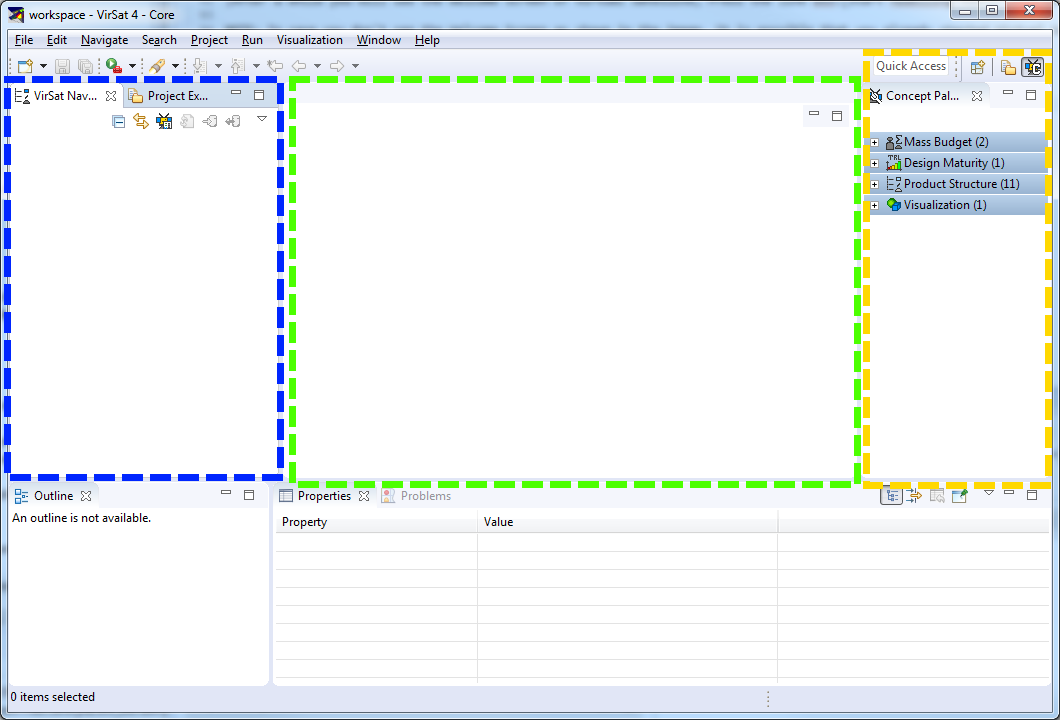 workspace - VirSat 4 - Core
File Edit Navigate Search Project Run Visualization Window Help
Quick Access
VirSat Nav... Project Ex...
Concept Pal...
Mass Budget (2)
TRL Design Maturity (1)
Product Structure (11)
Visualization (1)
Outline
Properties Problems
An outline is not available.
Property Value
0 items selected